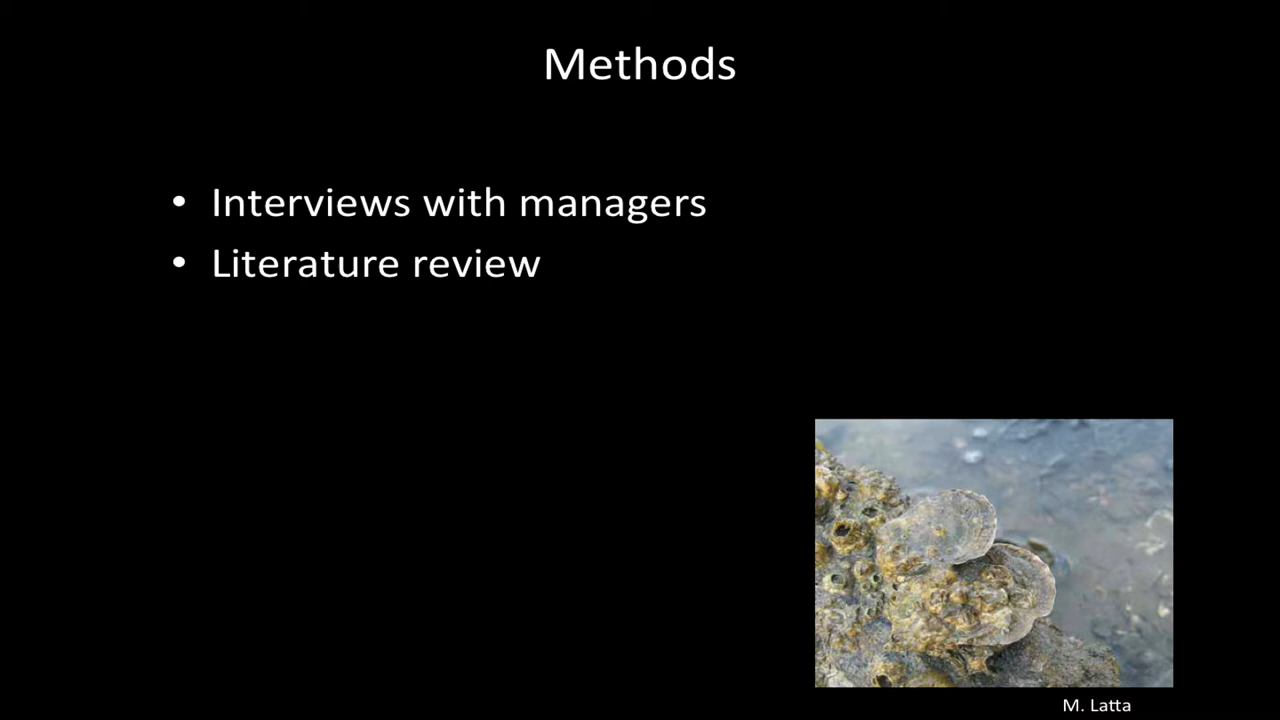 Methods
• Interviews with managers
• Literature review
M. Latta